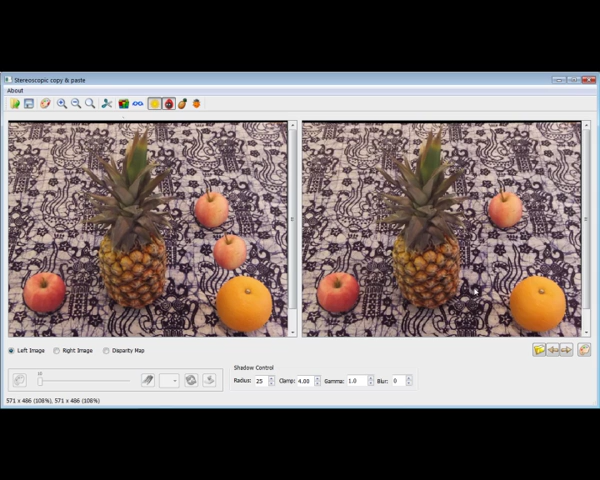 Stereoscopic copy & paste
About
Left Image Right Image Disparity Map
Shadow Control
Radius: 25 Clamp: 4.00 Gamma: 1.0 Blur: 0
571 x 486 (108%), 571 x 486 (108%)